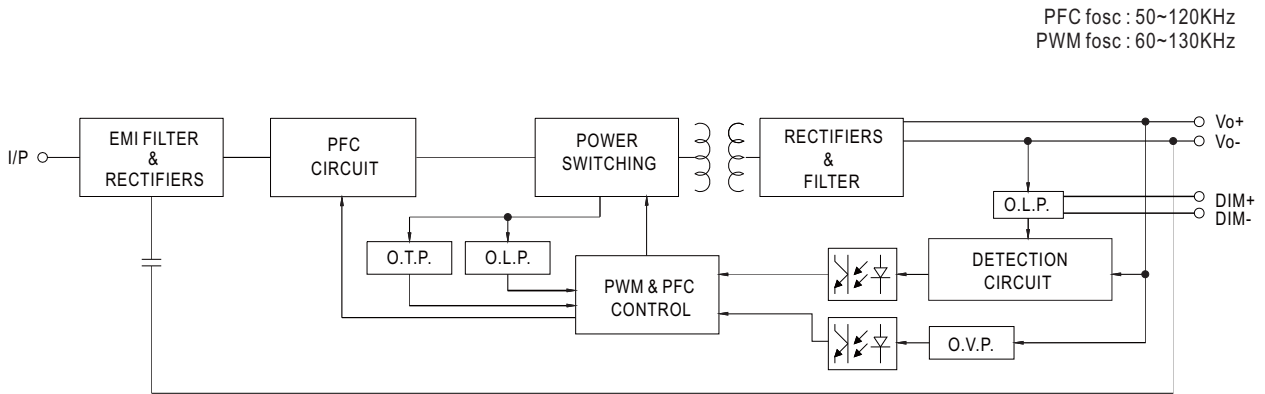 PFC fosc : 50~120KHz
PWM fosc : 60~130KHz
I/P
EMI FILTER
&
RECTIFIERS
PFC
CIRCUIT
POWER
SWITCHING
RECTIFIERS
&
FILTER
Vo+
Vo-
O.L.P.
DIM+
DIM-
O.T.P.
O.L.P.
PWM & PFC
CONTROL
DETECTION
CIRCUIT
O.V.P.